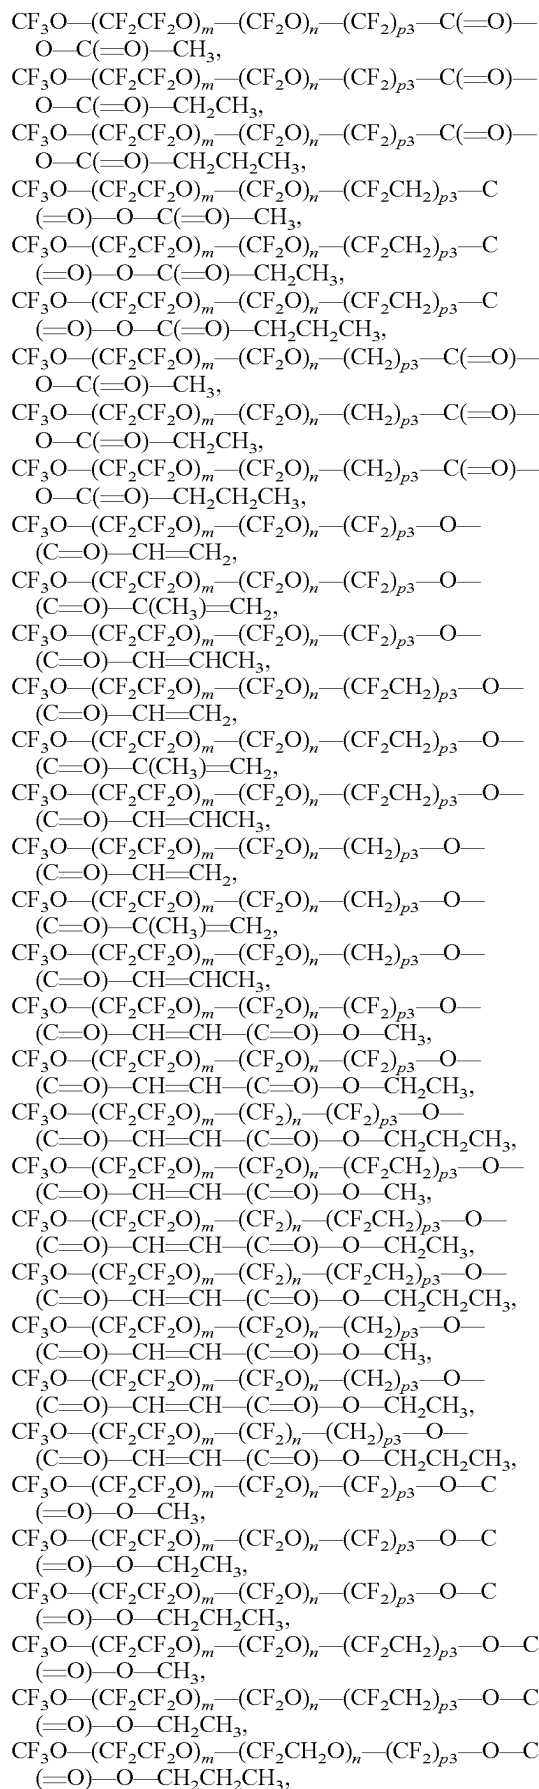 CF₃O—(CF₂CF₂O)ₘ—(CF₂O)ₙ—(CF₂)ₚ₃—C(=O)—
O—C(=O)—CH₃,
CF₃O—(CF₂CF₂O)ₘ—(CF₂O)ₙ—(CF₂)ₚ₃—C(=O)—
O—C(=O)—CH₂CH₃,
CF₃O—(CF₂CF₂O)ₘ—(CF₂O)ₙ—(CF₂)ₚ₃—C(=O)—
O—C(=O)—CH₂CH₂CH₃,
CF₃O—(CF₂CF₂O)ₘ—(CF₂O)ₙ—(CF₂CH₂)ₚ₃—C
(=O)—O—C(=O)—CH₃,
CF₃O—(CF₂CF₂O)ₘ—(CF₂O)ₙ—(CF₂CH₂)ₚ₃—C
(=O)—O—C(=O)—CH₂CH₃,
CF₃O—(CF₂CF₂O)ₘ—(CF₂O)ₙ—(CF₂CH₂)ₚ₃—C
(=O)—O—C(=O)—CH₂CH₂CH₃,
CF₃O—(CF₂CF₂O)ₘ—(CF₂O)ₙ—(CH₂)ₚ₃—C(=O)—
O—C(=O)—CH₃,
CF₃O—(CF₂CF₂O)ₘ—(CF₂O)ₙ—(CH₂)ₚ₃—C(=O)—
O—C(=O)—CH₂CH₃,
CF₃O—(CF₂CF₂O)ₘ—(CF₂O)ₙ—(CH₂)ₚ₃—C(=O)—
O—C(=O)—CH₂CH₂CH₃,
CF₃O—(CF₂CF₂O)ₘ—(CF₂O)ₙ—(CF₂)ₚ₃—O—
(C=O)—CH=CH₂,
CF₃O—(CF₂CF₂O)ₘ—(CF₂O)ₙ—(CF₂)ₚ₃—O—
(C=O)—C(CH₃)=CH₂,
CF₃O—(CF₂CF₂O)ₘ—(CF₂O)ₙ—(CF₂)ₚ₃—O—
(C=O)—CH=CHCH₃,
CF₃O—(CF₂CF₂O)ₘ—(CF₂O)ₙ—(CF₂CH₂)ₚ₃—O—
(C=O)—CH=CH₂,
CF₃O—(CF₂CF₂O)ₘ—(CF₂O)ₙ—(CF₂CH₂)ₚ₃—O—
(C=O)—C(CH₃)=CH₂,
CF₃O—(CF₂CF₂O)ₘ—(CF₂O)ₙ—(CF₂CH₂)ₚ₃—O—
(C=O)—CH=CHCH₃,
CF₃O—(CF₂CF₂O)ₘ—(CF₂O)ₙ—(CH₂)ₚ₃—O—
(C=O)—CH=CH₂,
CF₃O—(CF₂CF₂O)ₘ—(CF₂O)ₙ—(CH₂)ₚ₃—O—
(C=O)—C(CH₃)=CH₂,
CF₃O—(CF₂CF₂O)ₘ—(CF₂O)ₙ—(CH₂)ₚ₃—O—
(C=O)—CH=CHCH₃,
CF₃O—(CF₂CF₂O)ₘ—(CF₂O)ₙ—(CF₂)ₚ₃—O—
(C=O)—CH=CH—(C=O)—O—CH₃,
CF₃O—(CF₂CF₂O)ₘ—(CF₂O)ₙ—(CF₂)ₚ₃—O—
(C=O)—CH=CH—(C=O)—O—CH₂CH₃,
CF₃O—(CF₂CF₂O)ₘ—(CF₂)ₙ—(CF₂)ₚ₃—O—
(C=O)—CH=CH—(C=O)—O—CH₂CH₂CH₃,
CF₃O—(CF₂CF₂O)ₘ—(CF₂O)ₙ—(CF₂CH₂)ₚ₃—O—
(C=O)—CH=CH—(C=O)—O—CH₃,
CF₃O—(CF₂CF₂O)ₘ—(CF₂)ₙ—(CF₂CH₂)ₚ₃—O—
(C=O)—CH=CH—(C=O)—O—CH₂CH₃,
CF₃O—(CF₂CF₂O)ₘ—(CF₂)ₙ—(CF₂CH₂)ₚ₃—O—
(C=O)—CH=CH—(C=O)—O—CH₂CH₂CH₃,
CF₃O—(CF₂CF₂O)ₘ—(CF₂O)ₙ—(CH₂)ₚ₃—O—
(C=O)—CH=CH—(C=O)—O—CH₃,
CF₃O—(CF₂CF₂O)ₘ—(CF₂O)ₙ—(CH₂)ₚ₃—O—
(C=O)—CH=CH—(C=O)—O—CH₂CH₃,
CF₃O—(CF₂CF₂O)ₘ—(CF₂)ₙ—(CH₂)ₚ₃—O—
(C=O)—CH=CH—(C=O)—O—CH₂CH₂CH₃,
CF₃O—(CF₂CF₂O)ₘ—(CF₂O)ₙ—(CF₂)ₚ₃—O—C
(=O)—O—CH₃,
CF₃O—(CF₂CF₂O)ₘ—(CF₂O)ₙ—(CF₂)ₚ₃—O—C
(=O)—O—CH₂CH₃,
CF₃O—(CF₂CF₂O)ₘ—(CF₂O)ₙ—(CF₂)ₚ₃—O—C
(=O)—O—CH₂CH₂CH₃,
CF₃O—(CF₂CF₂O)ₘ—(CF₂O)ₙ—(CF₂CH₂)ₚ₃—O—C
(=O)—O—CH₃,
CF₃O—(CF₂CF₂O)ₘ—(CF₂O)ₙ—(CF₂CH₂)ₚ₃—O—C
(=O)—O—CH₂CH₃,
CF₃O—(CF₂CF₂O)ₘ—(CF₂CH₂O)ₙ—(CF₂)ₚ₃—O—C
(=O)—O—CH₂CH₂CH₃,